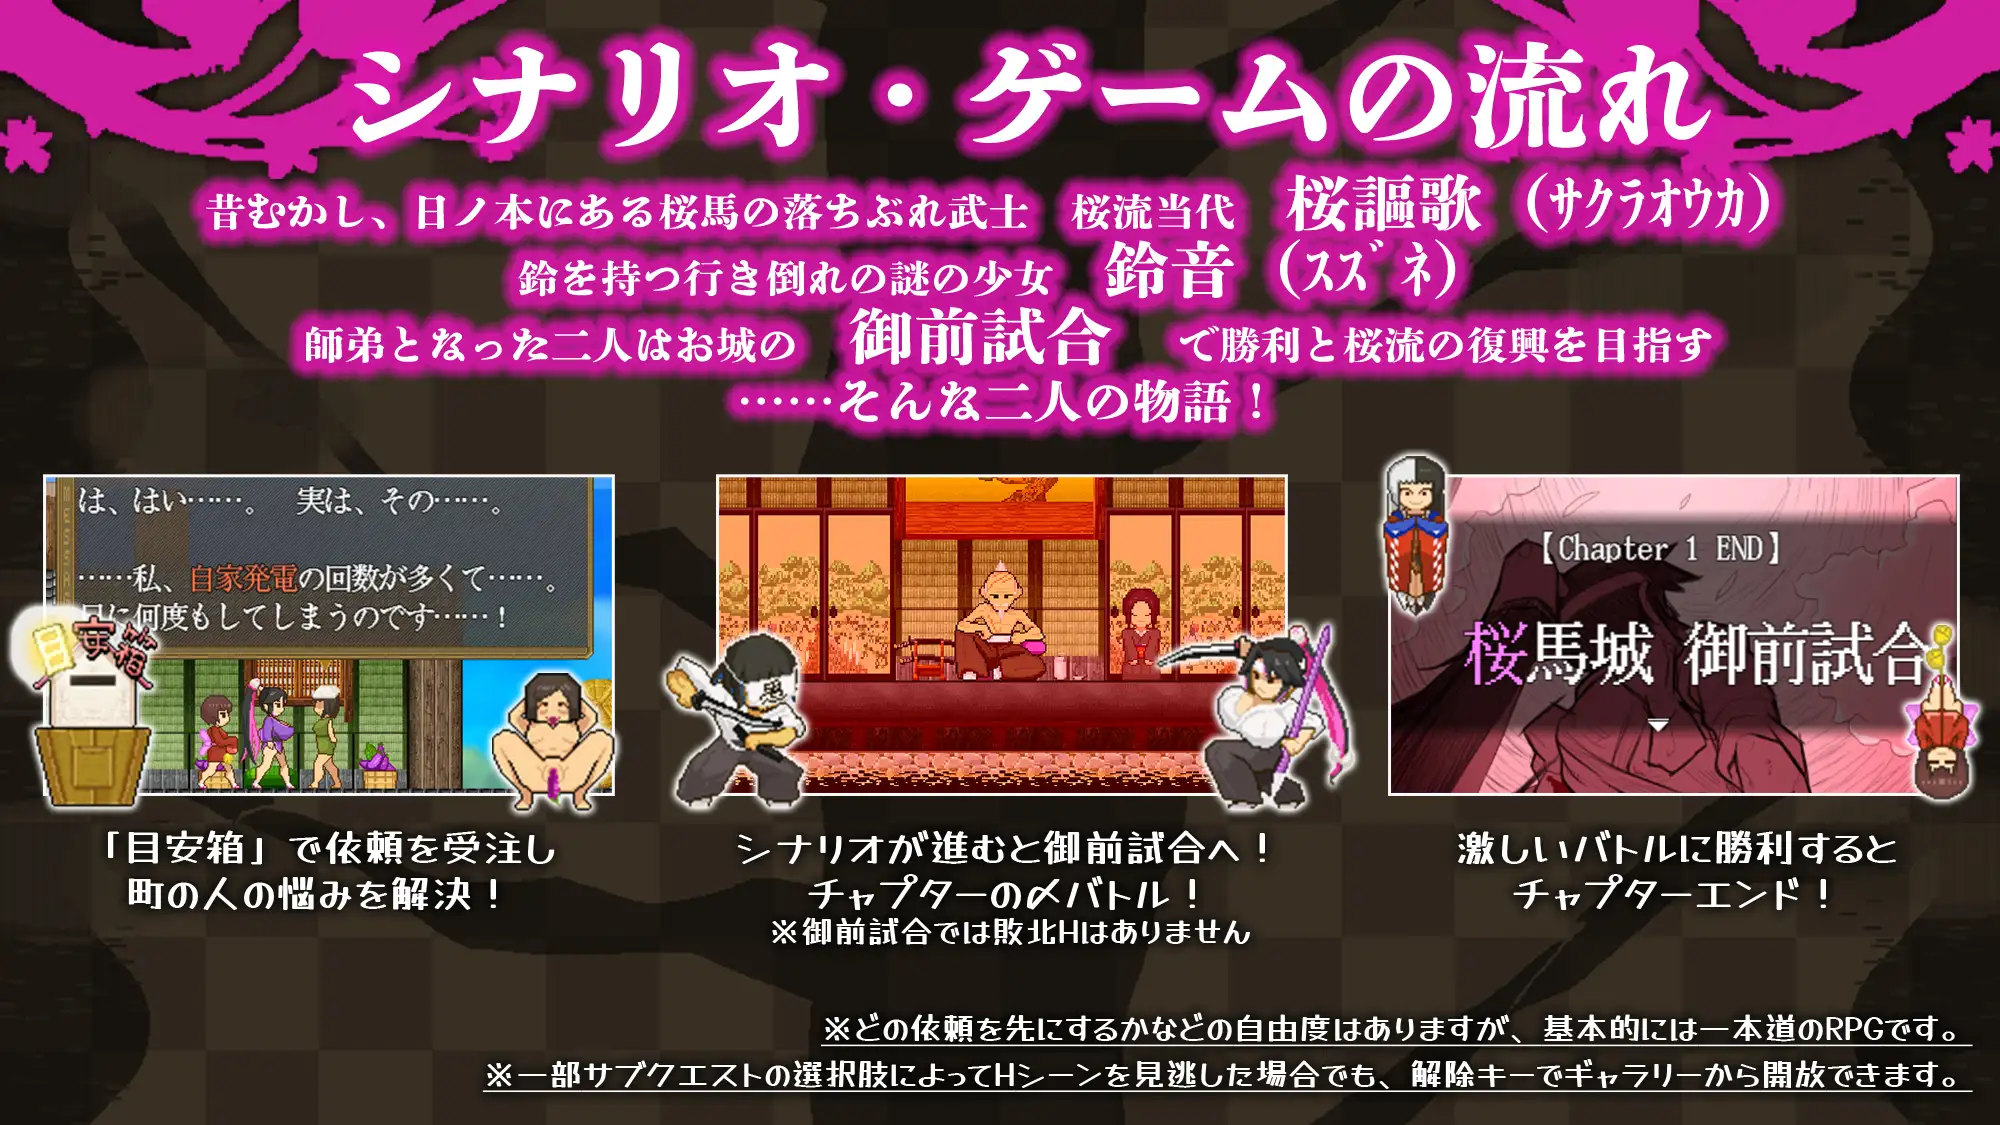 シナリオ・ゲームの流れ
昔むかし、日ノ本にある桜馬の落ちぶれ武士　桜流当代　桜謳歌（サクラオウカ）
鈴を持つ行き倒れの謎の少女　鈴音（スズネ）
師弟となった二人はお城の　御前試合　で勝利と桜流の復興を目指す
……そんな二人の物語！
は、はい……。　実は、その……。
……私、自家発電の回数が多くて……。
日に何度もしてしまうのです……！
目安箱
「目安箱」で依頼を受注し
町の人の悩みを解決！
シナリオが進むと御前試合へ！
チャプターの〆バトル！
※御前試合では敗北Hはありません
【Chapter 1 END】
桜馬城 御前試合
激しいバトルに勝利すると
チャプターエンド！
※どの依頼を先にするかなどの自由度はありますが、基本的には一本道のRPGです。
※一部サブクエストの選択肢によってHシーンを見逃した場合でも、解除キーでギャラリーから開放できます。